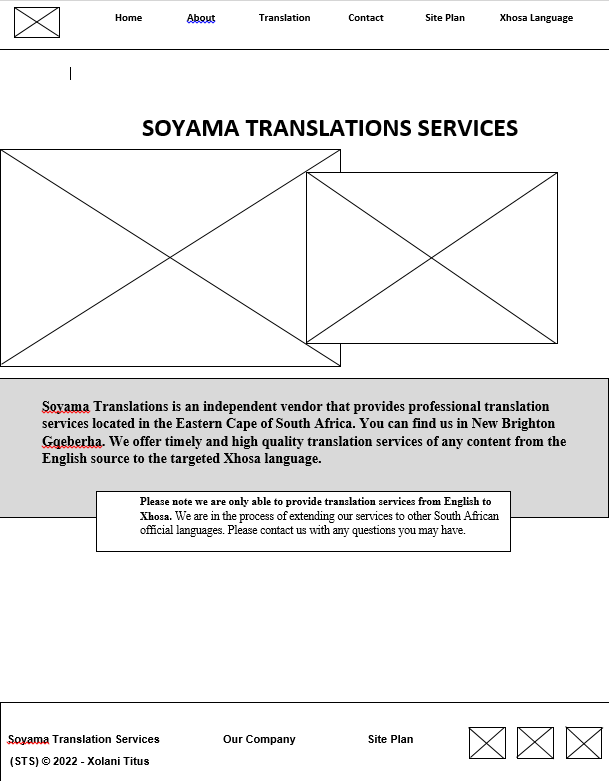 Home About Translation Contact Site Plan Xhosa Language
SOYAMA TRANSLATIONS SERVICES
Soyama Translations is an independent vendor that provides professional translation
services located in the Eastern Cape of South Africa. You can find us in New Brighton
Gqeberha. We offer timely and high quality translation services of any content from the
English source to the targeted Xhosa language.
Please note we are only able to provide translation services from English to
Xhosa. We are in the process of extending our services to other South African
official languages. Please contact us with any questions you may have.
Soyama Translation Services Our Company Site Plan
(STS) © 2022 - Xolani Titus